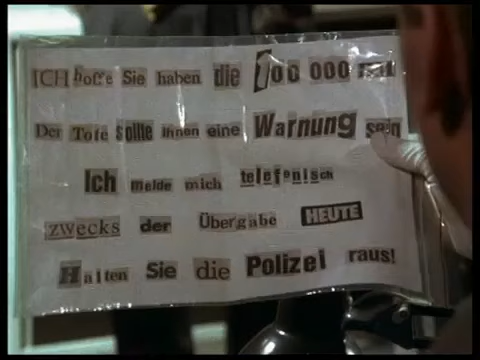 ICH hoffe Sie haben die 100 000
Der Tote sollte Ihnen eine Warnung sein
Ich melde mich telefonisch
zwecks der Übergabe HEUTE
Halten Sie die Polizei raus!